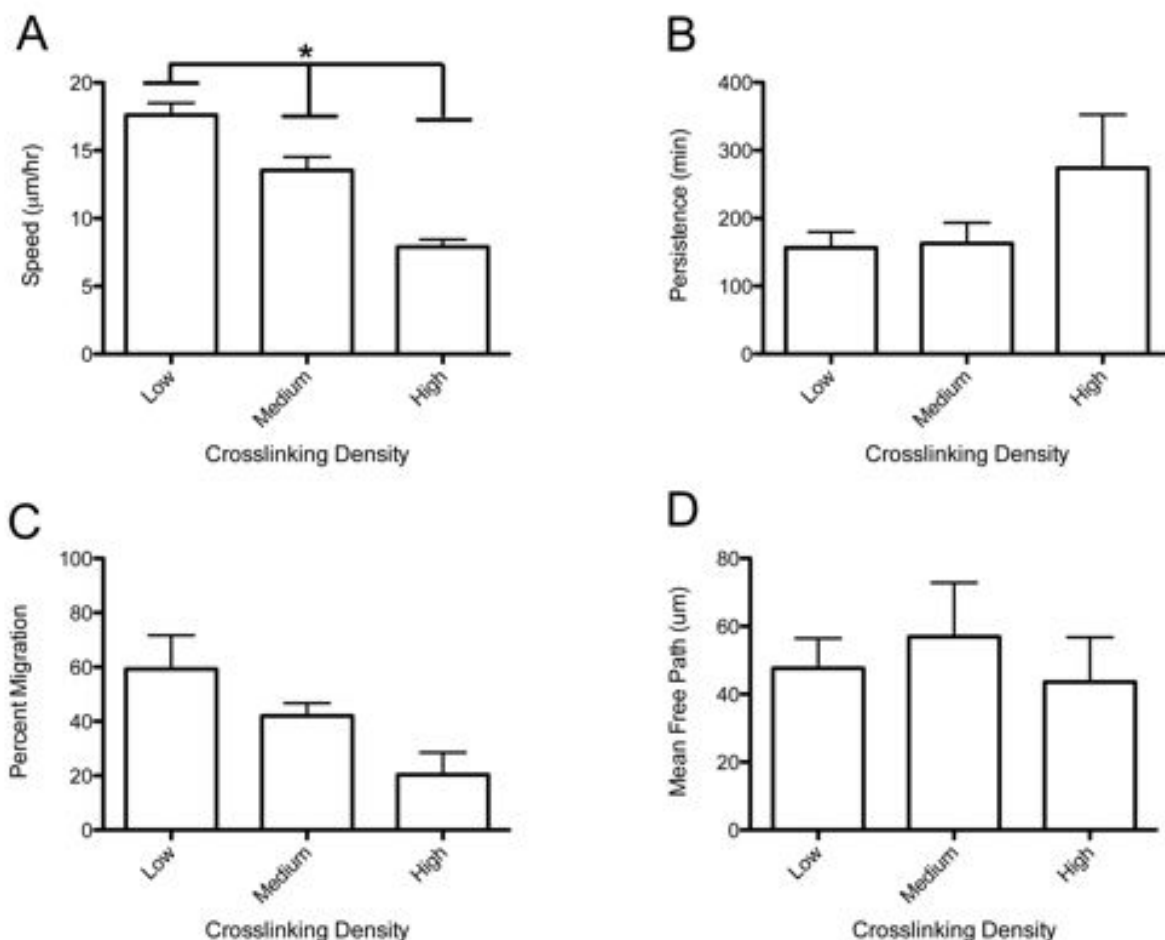 A
*
Speed (µm/hr)
20
15
10
5
0
Low
Medium
High
Crosslinking Density
B
Persistence (min)
400
300
200
100
0
Low
Medium
High
Crosslinking Density
C
Percent Migration
100
80
60
40
20
0
Low
Medium
High
Crosslinking Density
D
Mean Free Path (um)
80
60
40
20
0
Low
Medium
High
Crosslinking Density